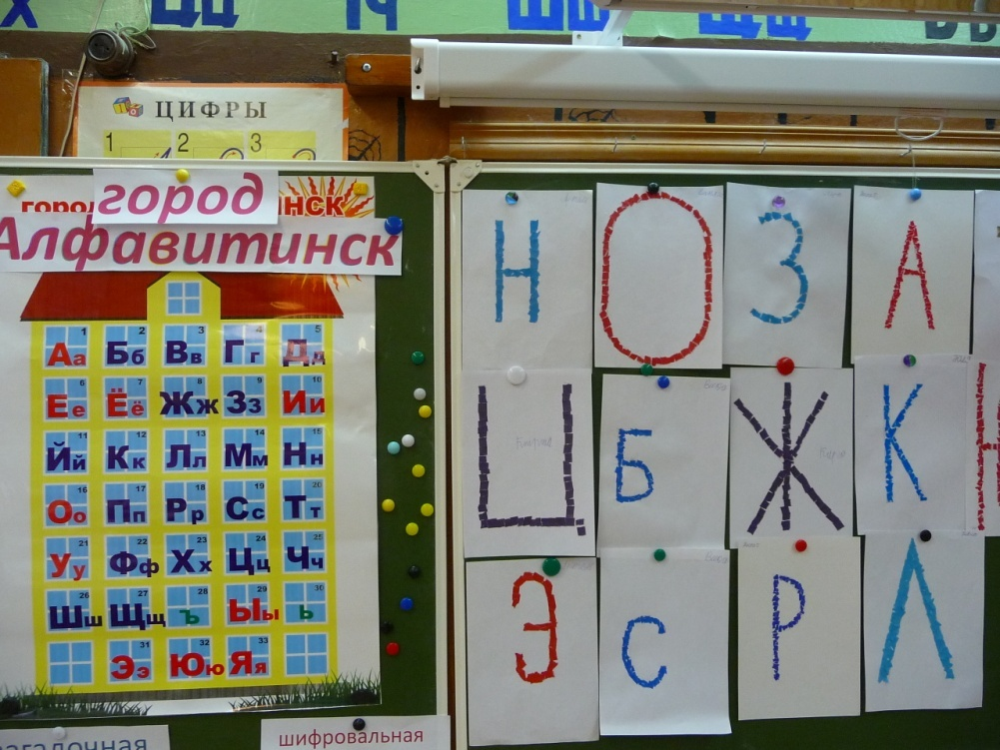 Шш Щщ
ЦИФРЫ
1 2 3
город
Алфавитинск
1 2 3 4 5
Аа Бб Вв Гг Дд
6 7 8 9 10
Ее Ёё Жж Зз Ии
11 12 13 14 15
Йй Кк Лл Мм Нн
16 17 18 19 20
Оо Пп Рр Сс Тт
21 22 23 24 25
Уу Фф Хх Цц Чч
26 27 28 29 30
Шш Щщ Ъ Ыы Ь
31 32 33
Ээ Юю Яя
шифровальная
Н О З А
Ц Б Ж К Н
Э С Р Л